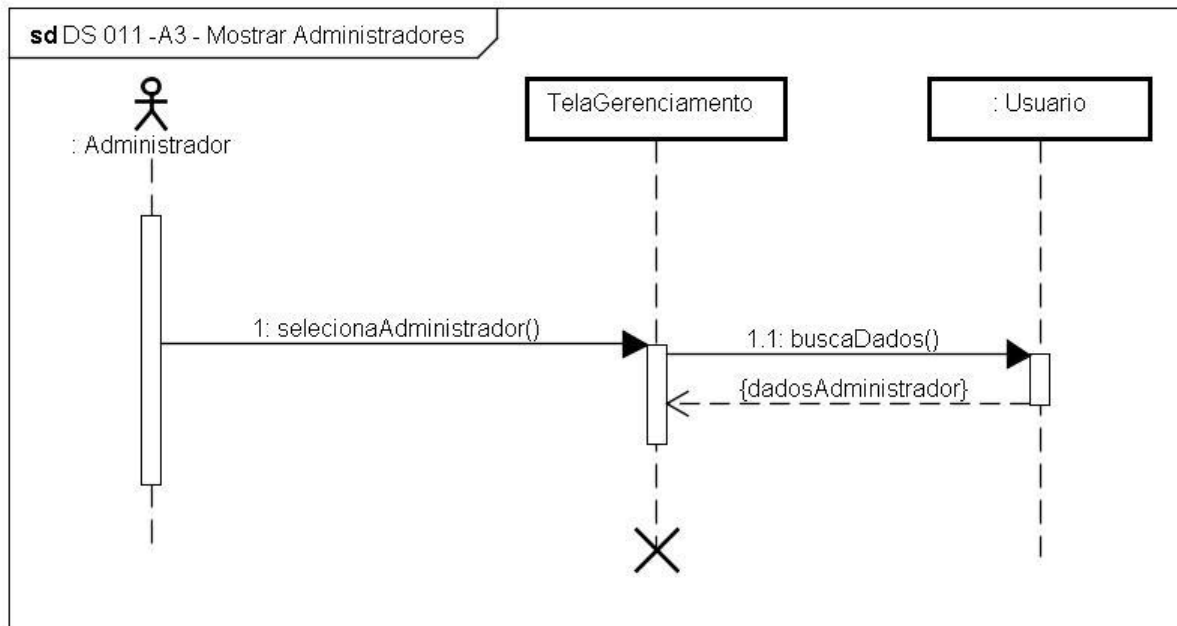 sd DS 011 -A3 - Mostrar Administradores
: Administrador
TelaGerenciamento
: Usuario
1: selecionaAdministrador()
1.1: buscaDados()
{dadosAdministrador}